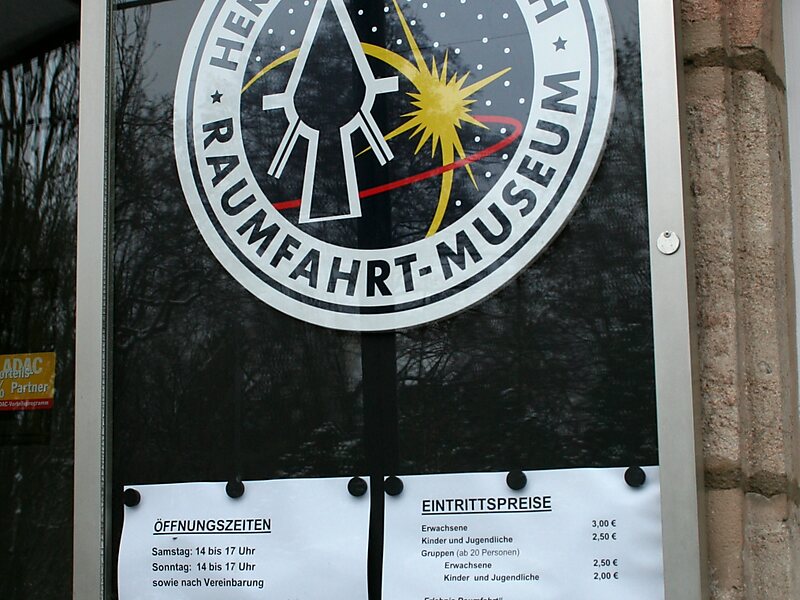 HER H
RAUMFAHRT-MUSEUM
ADAC
Partner
ÖFFNUNGSZEITEN
Samstag: 14 bis 17 Uhr
Sonntag: 14 bis 17 Uhr
sowie nach Vereinbarung
EINTRITTSPREISE
Erwachsene 3,00 €
Kinder und Jugendliche 2,50 €
Gruppen (ab 20 Personen)
Erwachsene 2,50 €
Kinder und Jugendliche 2,00 €